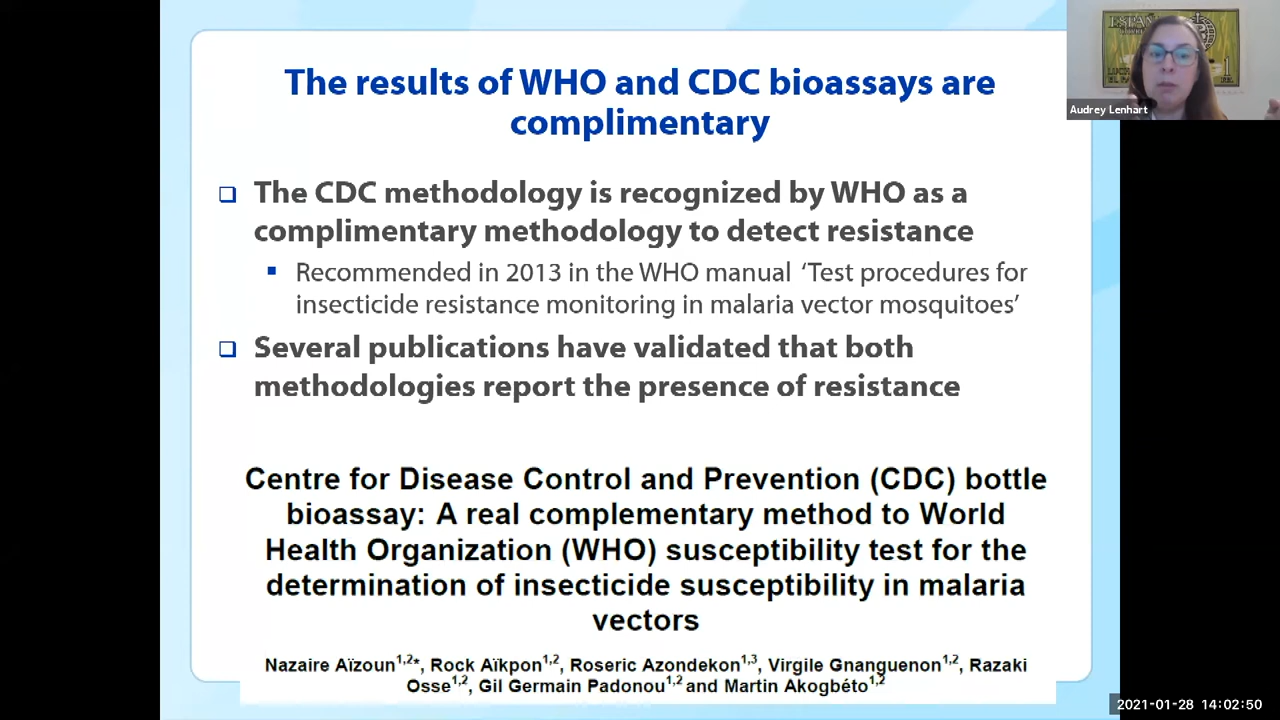 The results of WHO and CDC bioassays are
complimentary
The CDC methodology is recognized by WHO as a
complimentary methodology to detect resistance
Recommended in 2013 in the WHO manual ‘Test procedures for
insecticide resistance monitoring in malaria vector mosquitoes’
Several publications have validated that both
methodologies report the presence of resistance
Centre for Disease Control and Prevention (CDC) bottle
bioassay: A real complementary method to World
Health Organization (WHO) susceptibility test for the
determination of insecticide susceptibility in malaria
vectors
Nazaire Aïzoun1,2*, Rock Aïkpon1,2, Roseric Azondekon1,3, Virgile Gnanguenon1,2, Razaki
Osse1,2, Gil Germain Padonou1,2 and Martin Akogbéto1,2
Audrey Lenhart
2021-01-28 14:02:50